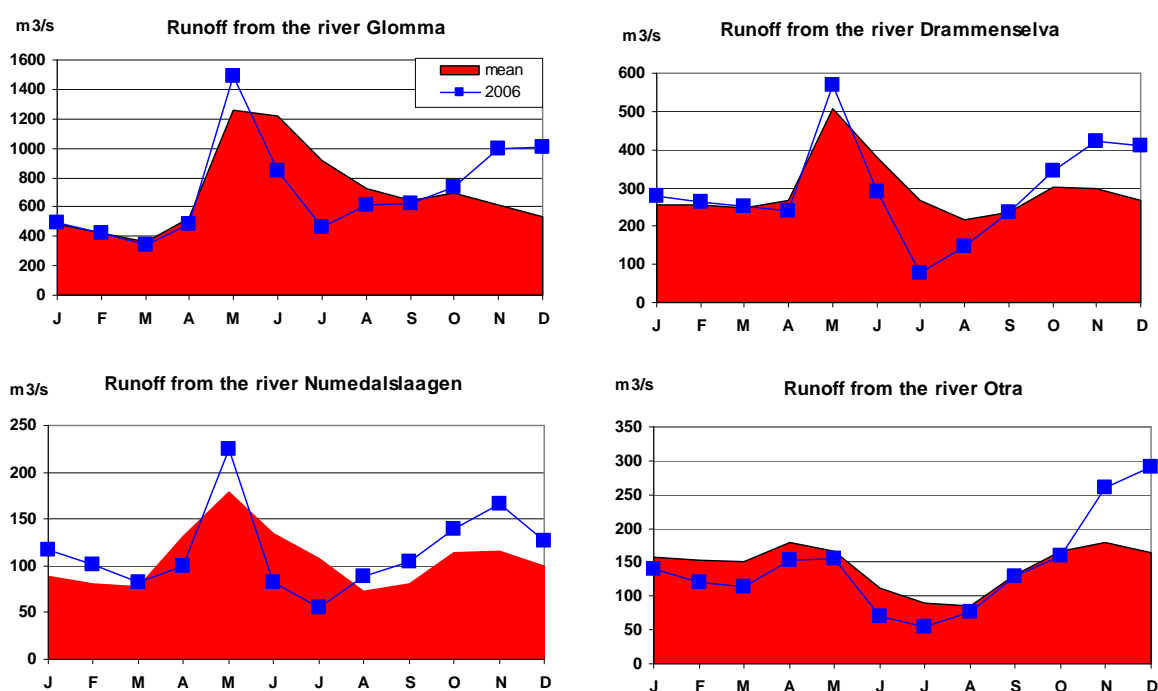 m3/s
Runoff from the river Glomma
1600
1400
1200
1000
800
600
400
200
0
J F M A M J J A S O N D
mean
2006
m3/s
Runoff from the river Drammenselva
600
500
400
300
200
100
0
J F M A M J J A S O N D
m3/s
Runoff from the river Numedalslaagen
250
200
150
100
50
0
J F M A M J J A S O N D
m3/s
Runoff from the river Otra
350
300
250
200
150
100
50
0
J F M A M J J A S O N D